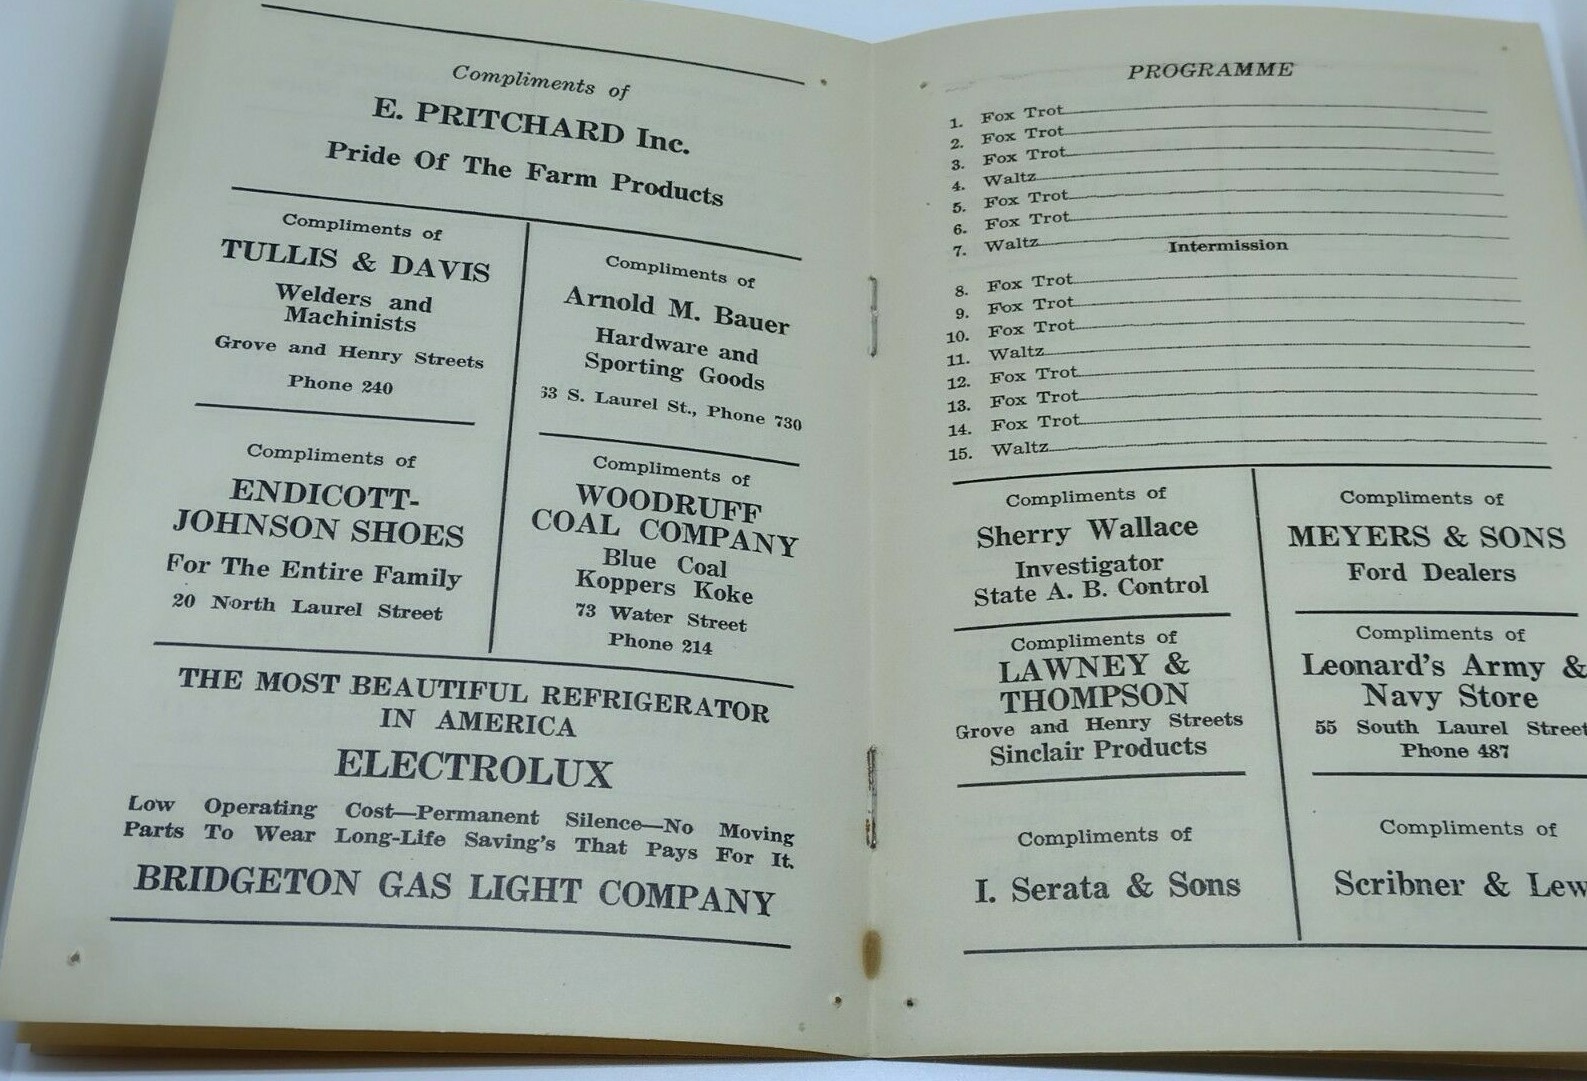 Compliments of
E. PRITCHARD Inc.
Pride Of The Farm Products
Compliments of
TULLIS & DAVIS
Welders and
Machinists
Grove and Henry Streets
Phone 240
Compliments of
Arnold M. Bauer
Hardware and
Sporting Goods
63 S. Laurel St., Phone 730
Compliments of
ENDICOTT-
JOHNSON SHOES
For The Entire Family
20 North Laurel Street
Compliments of
WOODRUFF
COAL COMPANY
Blue Coal
Koppers Koke
73 Water Street
Phone 214
THE MOST BEAUTIFUL REFRIGERATOR
IN AMERICA
ELECTROLUX
Low Operating Cost—Permanent Silence—No Moving
Parts To Wear Long-Life Saving's That Pays For It.
BRIDGETON GAS LIGHT COMPANY
PROGRAMME
1. Fox Trot
2. Fox Trot
3. Fox Trot
4. Waltz
5. Fox Trot
6. Fox Trot
7. Waltz
Intermission
8. Fox Trot
9. Fox Trot
10. Fox Trot
11. Waltz
12. Fox Trot
13. Fox Trot
14. Fox Trot
15. Waltz
Compliments of
Sherry Wallace
Investigator
State A. B. Control
Compliments of
MEYERS & SONS
Ford Dealers
Compliments of
LAWNEY &
THOMPSON
Grove and Henry Streets
Sinclair Products
Compliments of
Leonard's Army &
Navy Store
55 South Laurel Street
Phone 487
Compliments of
I. Serata & Sons
Compliments of
Scribner & Lew